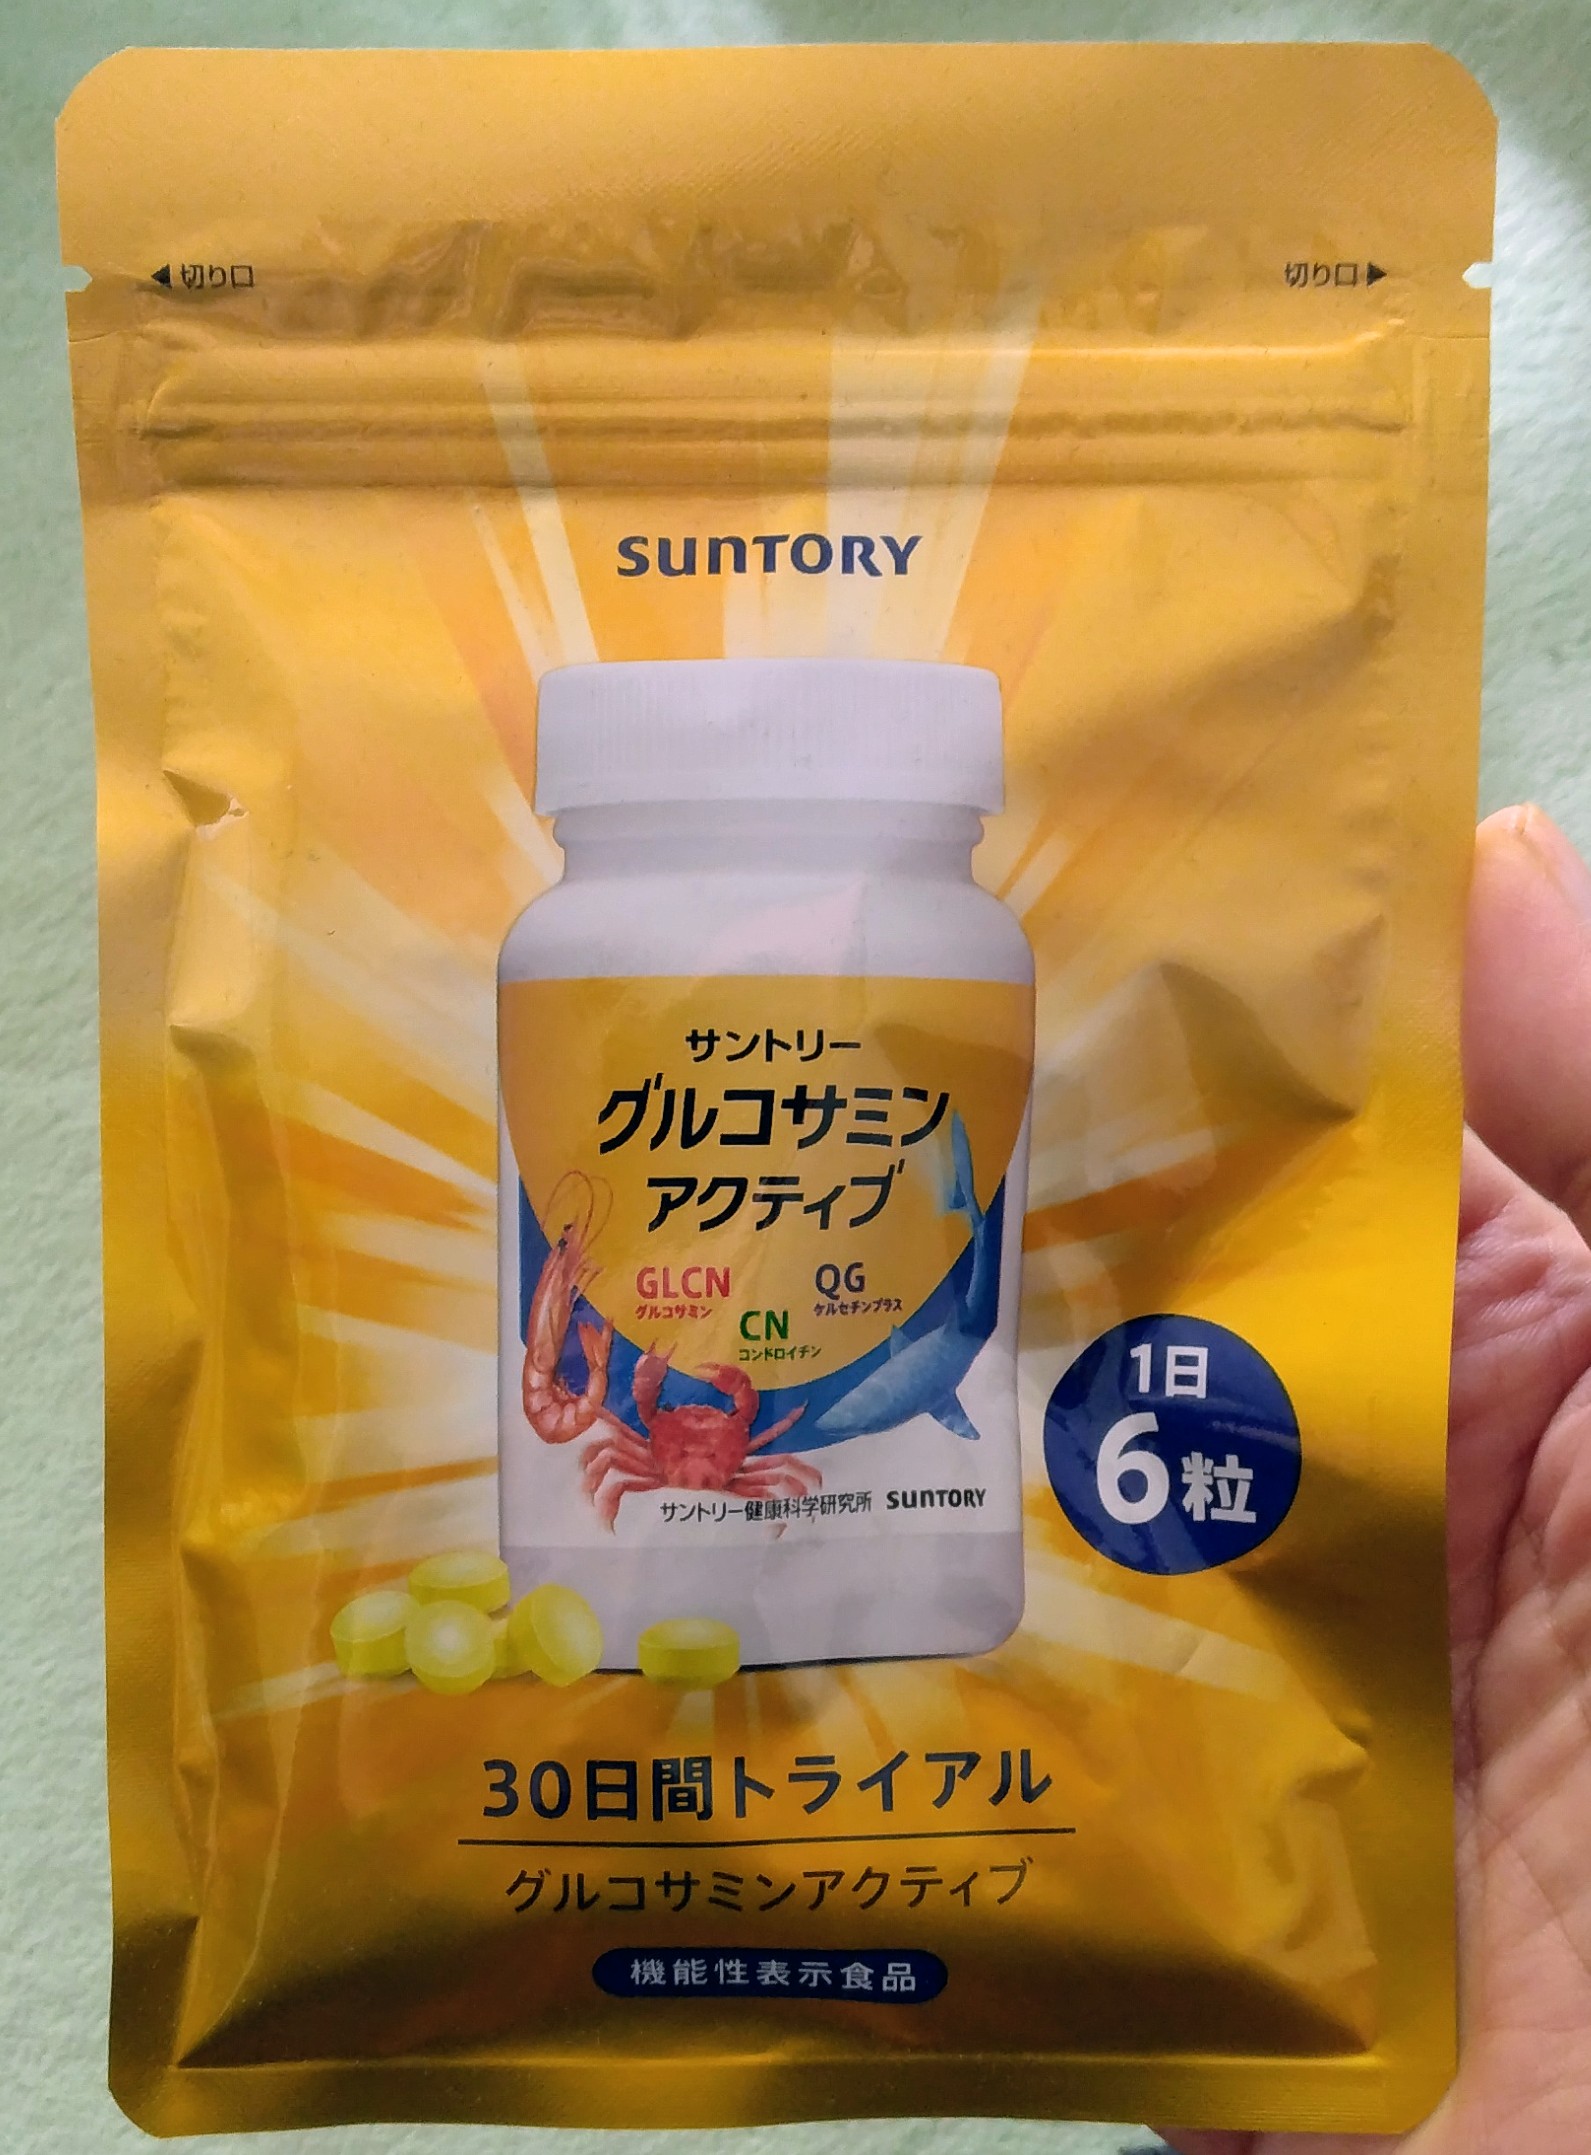 ◀切り口
切り口▶
SUNTORY
サントリー
グルコサミン
アクティブ
GLCN
グルコサミン
QG
ケルセチンプラス
CN
コンドロイチン
サントリー健康科学研究所 SUNTORY
1日
6粒
30日間トライアル
グルコサミンアクティブ
機能性表示食品